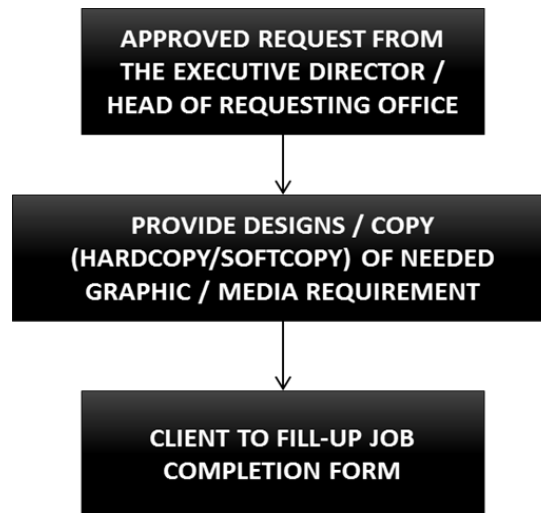 APPROVED REQUEST FROM
THE EXECUTIVE DIRECTOR /
HEAD OF REQUESTING OFFICE
PROVIDE DESIGNS / COPY
(HARDCOPY/SOFTCOPY) OF NEEDED
GRAPHIC / MEDIA REQUIREMENT
CLIENT TO FILL-UP JOB
COMPLETION FORM